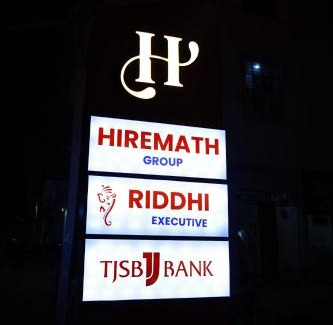 H
HIREMATH
GROUP
RIDDHI
EXECUTIVE
TJSB BANK